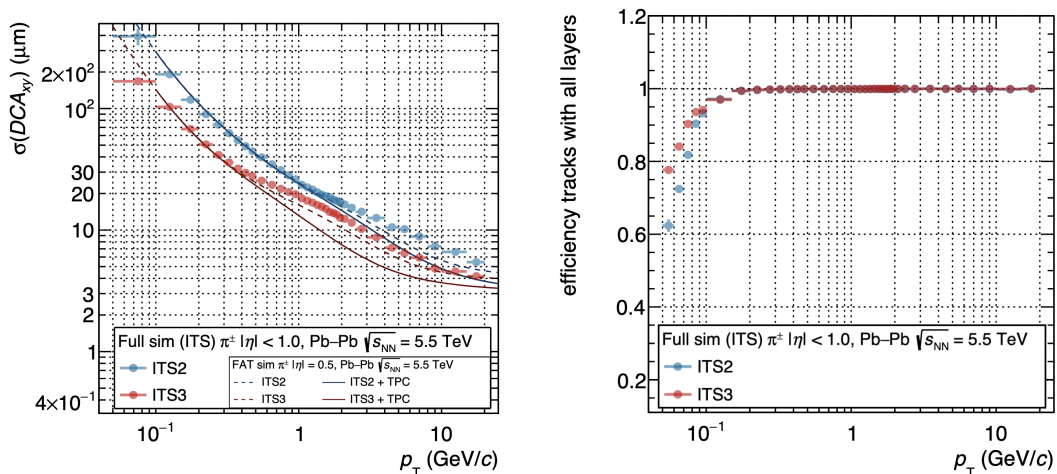 σ(DCAxy) (μm)
2×10²
10²
30
20
10
3
2
1
4×10⁻¹
Full sim (ITS) π± |η| < 1.0, Pb–Pb √sNN = 5.5 TeV
ITS2
ITS3
FAT sim π± |η| = 0.5, Pb–Pb √sNN = 5.5 TeV
ITS2
ITS2 + TPC
ITS3
ITS3 + TPC
10⁻¹
1
10
pT (GeV/c)
efficiency tracks with all layers
1.2
1
0.8
0.6
0.4
0.2
Full sim (ITS) π± |η| < 1.0, Pb–Pb √sNN = 5.5 TeV
ITS2
ITS3
10⁻¹
1
10
pT (GeV/c)